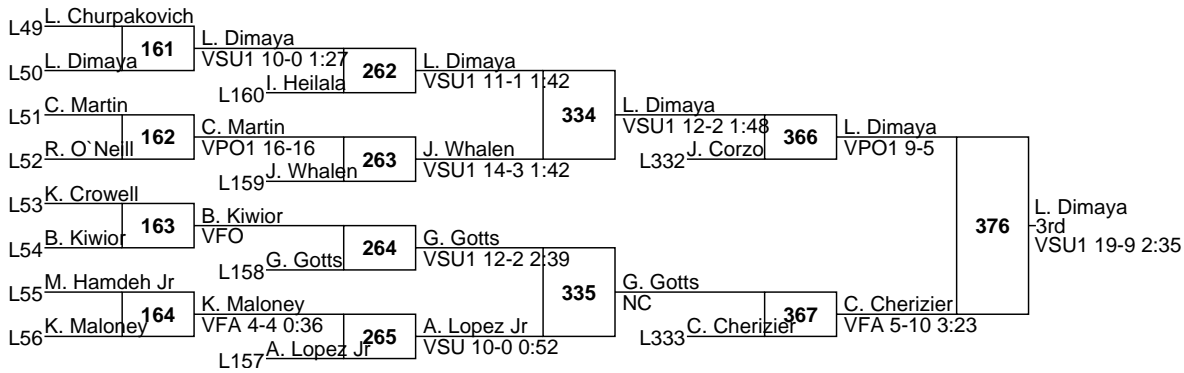 L. Churpakovich
L49
161
L. Dimaya
VSU1 10-0 1:27
L. Dimaya
L50
262
L. Dimaya
VSU1 11-1 1:42
I. Heilala
L160
C. Martin
L51
334
L. Dimaya
VSU1 12-2 1:48
162
C. Martin
VPO1 16-16
R. O`Neill
L52
263
J. Whalen
VSU1 14-3 1:42
J. Whalen
L159
366
L. Dimaya
VPO1 9-5
J. Corzo
L332
K. Crowell
L53
163
B. Kiwior
VFO
B. Kiwior
L54
264
G. Gotts
VSU1 12-2 2:39
G. Gotts
L158
376
L. Dimaya
3rd
VSU1 19-9 2:35
M. Hamdeh Jr
L55
335
G. Gotts
NC
164
K. Maloney
VFA 4-4 0:36
K. Maloney
L56
265
A. Lopez Jr
VSU 10-0 0:52
A. Lopez Jr
L157
367
C. Cherizier
VFA 5-10 3:23
C. Cherizier
L333